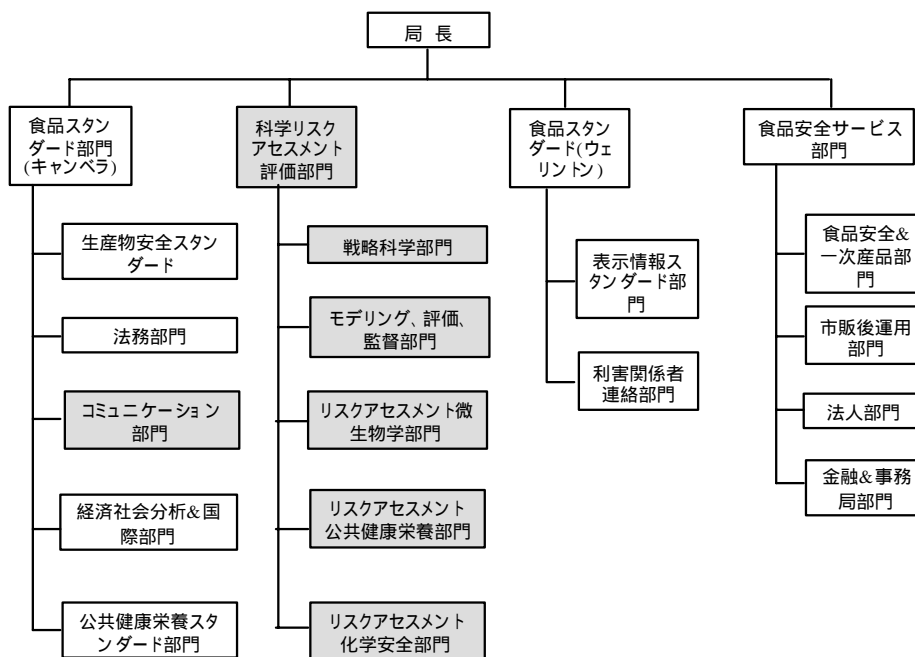 局 長
食品スタン
ダード部門
(キャンベラ)
科学リスク
アセスメント
評価部門
食品スタン
ダード(ウェ
リントン)
食品安全サービス
部門
生産物安全スタン
ダード
法務部門
コミュニケーション
部門
経済社会分析&国
際部門
公共健康栄養スタ
ンダード部門
戦略科学部門
モデリング、評価、
監督部門
リスクアセスメント微
生物学部門
リスクアセスメント
公共健康栄養部門
リスクアセスメント
化学安全部門
表示情報ス
タンダード部
門
利害関係者
連絡部門
食品安全&
一次産品部
門
市販後運用
部門
法人部門
金融&事務
局部門